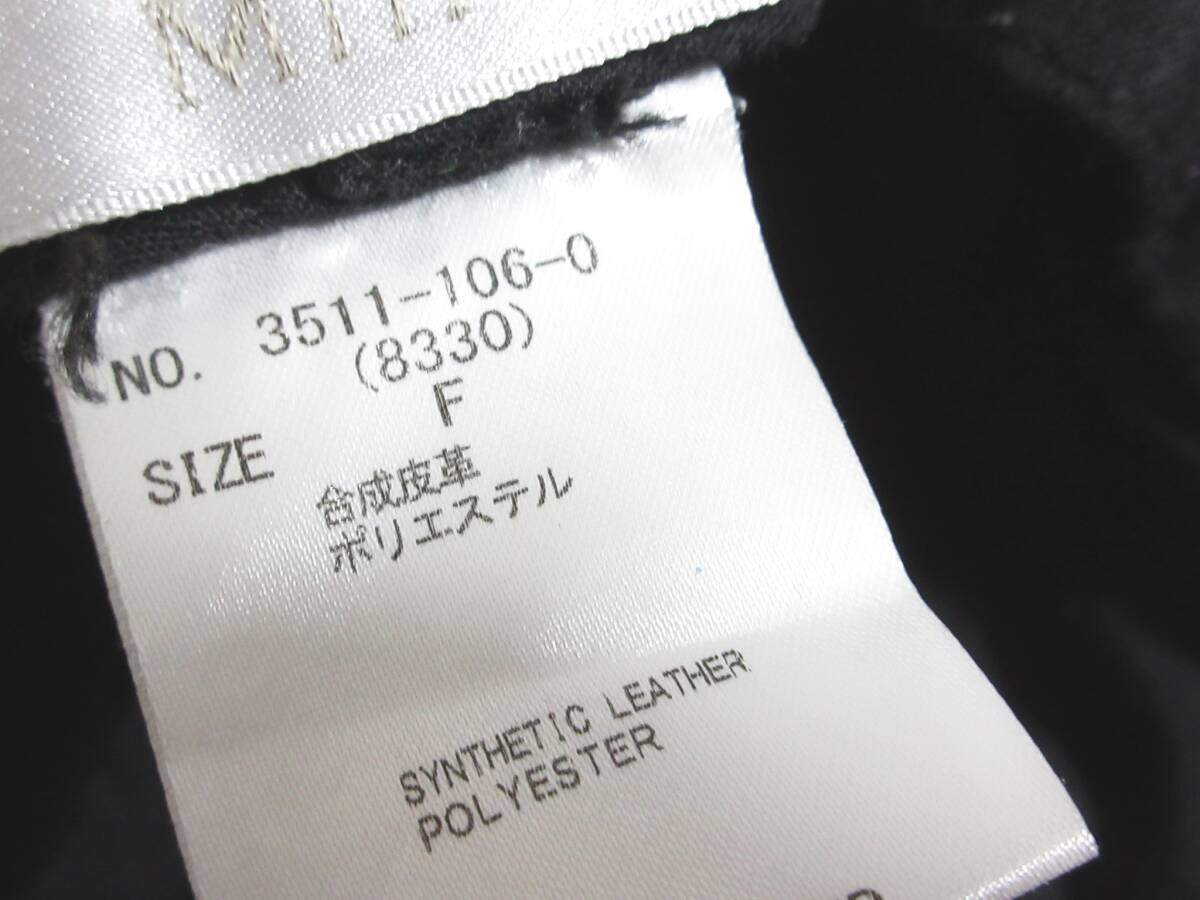 NO. 3511-106-0
(8330)
SIZE F
合成皮革
ポリエステル
SYNTHETIC LEATHER
POLYESTER